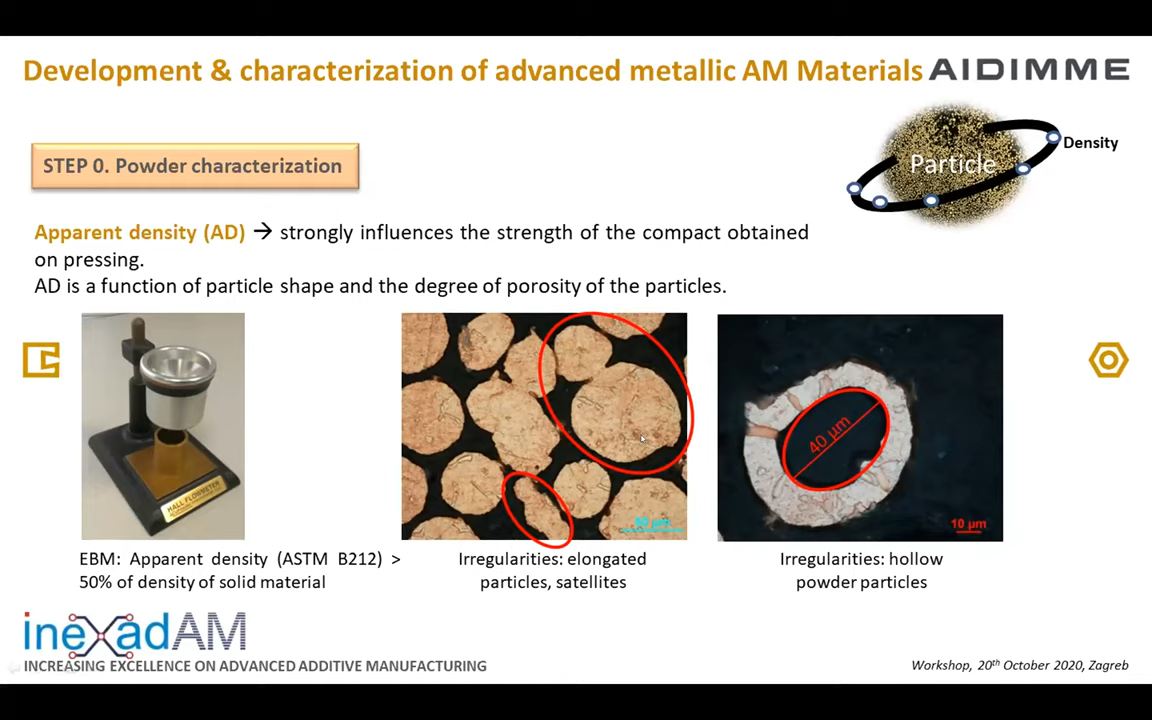 Development & characterization of advanced metallic AM Materials AIDIMME
Density
Particle
STEP 0. Powder characterization
Apparent density (AD) → strongly influences the strength of the compact obtained
on pressing.
AD is a function of particle shape and the degree of porosity of the particles.
40 µm
HALL FLOWMETER
10 µm
EBM: Apparent density (ASTM B212) >
50% of density of solid material
Irregularities: elongated
particles, satellites
Irregularities: hollow
powder particles
inexadAM
INCREASING EXCELLENCE ON ADVANCED ADDITIVE MANUFACTURING
Workshop, 20th October 2020, Zagreb